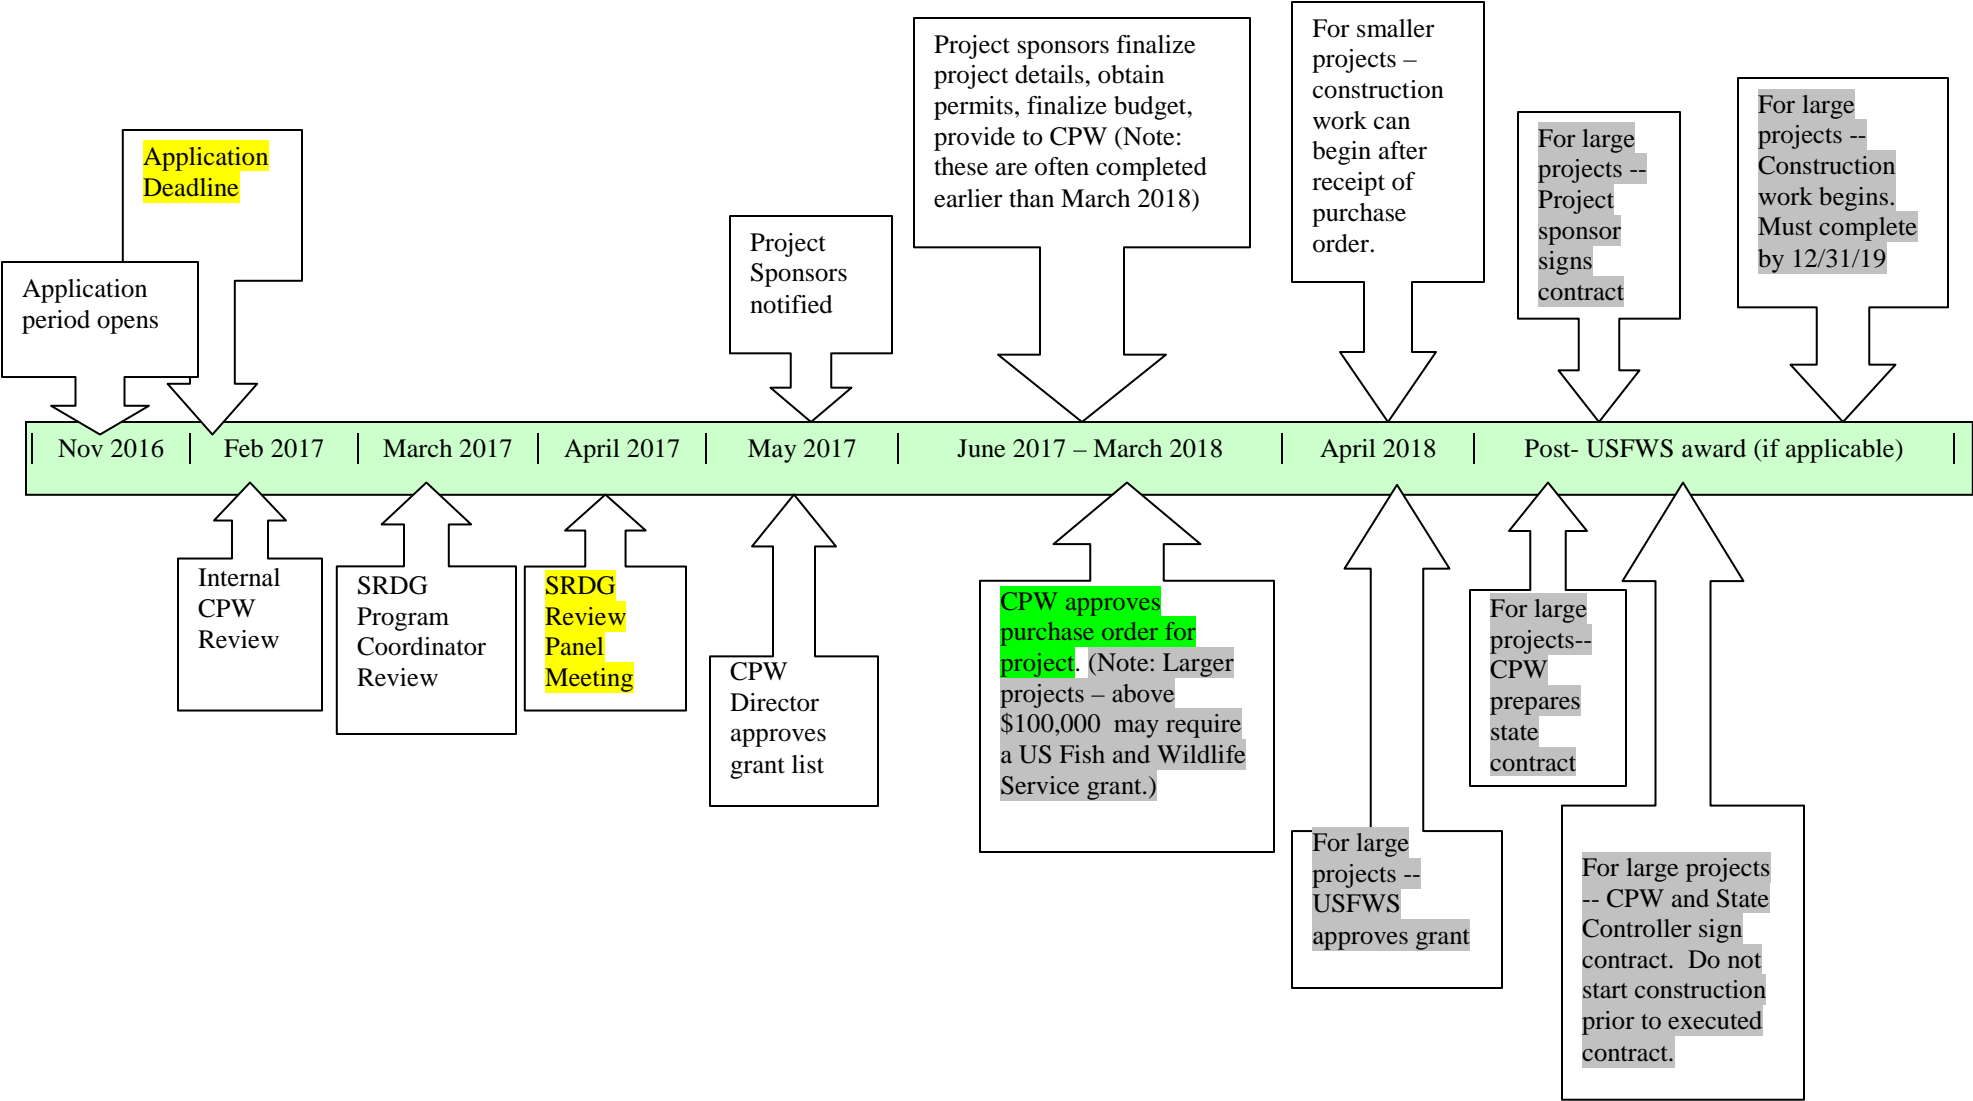 Application
Deadline
Application
period opens
Project
Sponsors
notified
Project sponsors finalize
project details, obtain
permits, finalize budget,
provide to CPW (Note:
these are often completed
earlier than March 2018)
For smaller
projects –
construction
work can
begin after
receipt of
purchase
order.
For large
projects --
Project
sponsor
signs
contract
For large
projects --
Construction
work begins.
Must complete
by 12/31/19
Nov 2016
Feb 2017
March 2017
April 2017
May 2017
June 2017 – March 2018
April 2018
Post- USFWS award (if applicable)
Internal
CPW
Review
SRDG
Program
Coordinator
Review
SRDG
Review
Panel
Meeting
CPW
Director
approves
grant list
CPW approves
purchase order for
project. (Note: Larger
projects – above
$100,000  may require
a US Fish and Wildlife
Service grant.)
For large
projects --
USFWS
approves grant
For large
projects--
CPW
prepares
state
contract
For large projects
-- CPW and State
Controller sign
contract.  Do not
start construction
prior to executed
contract.